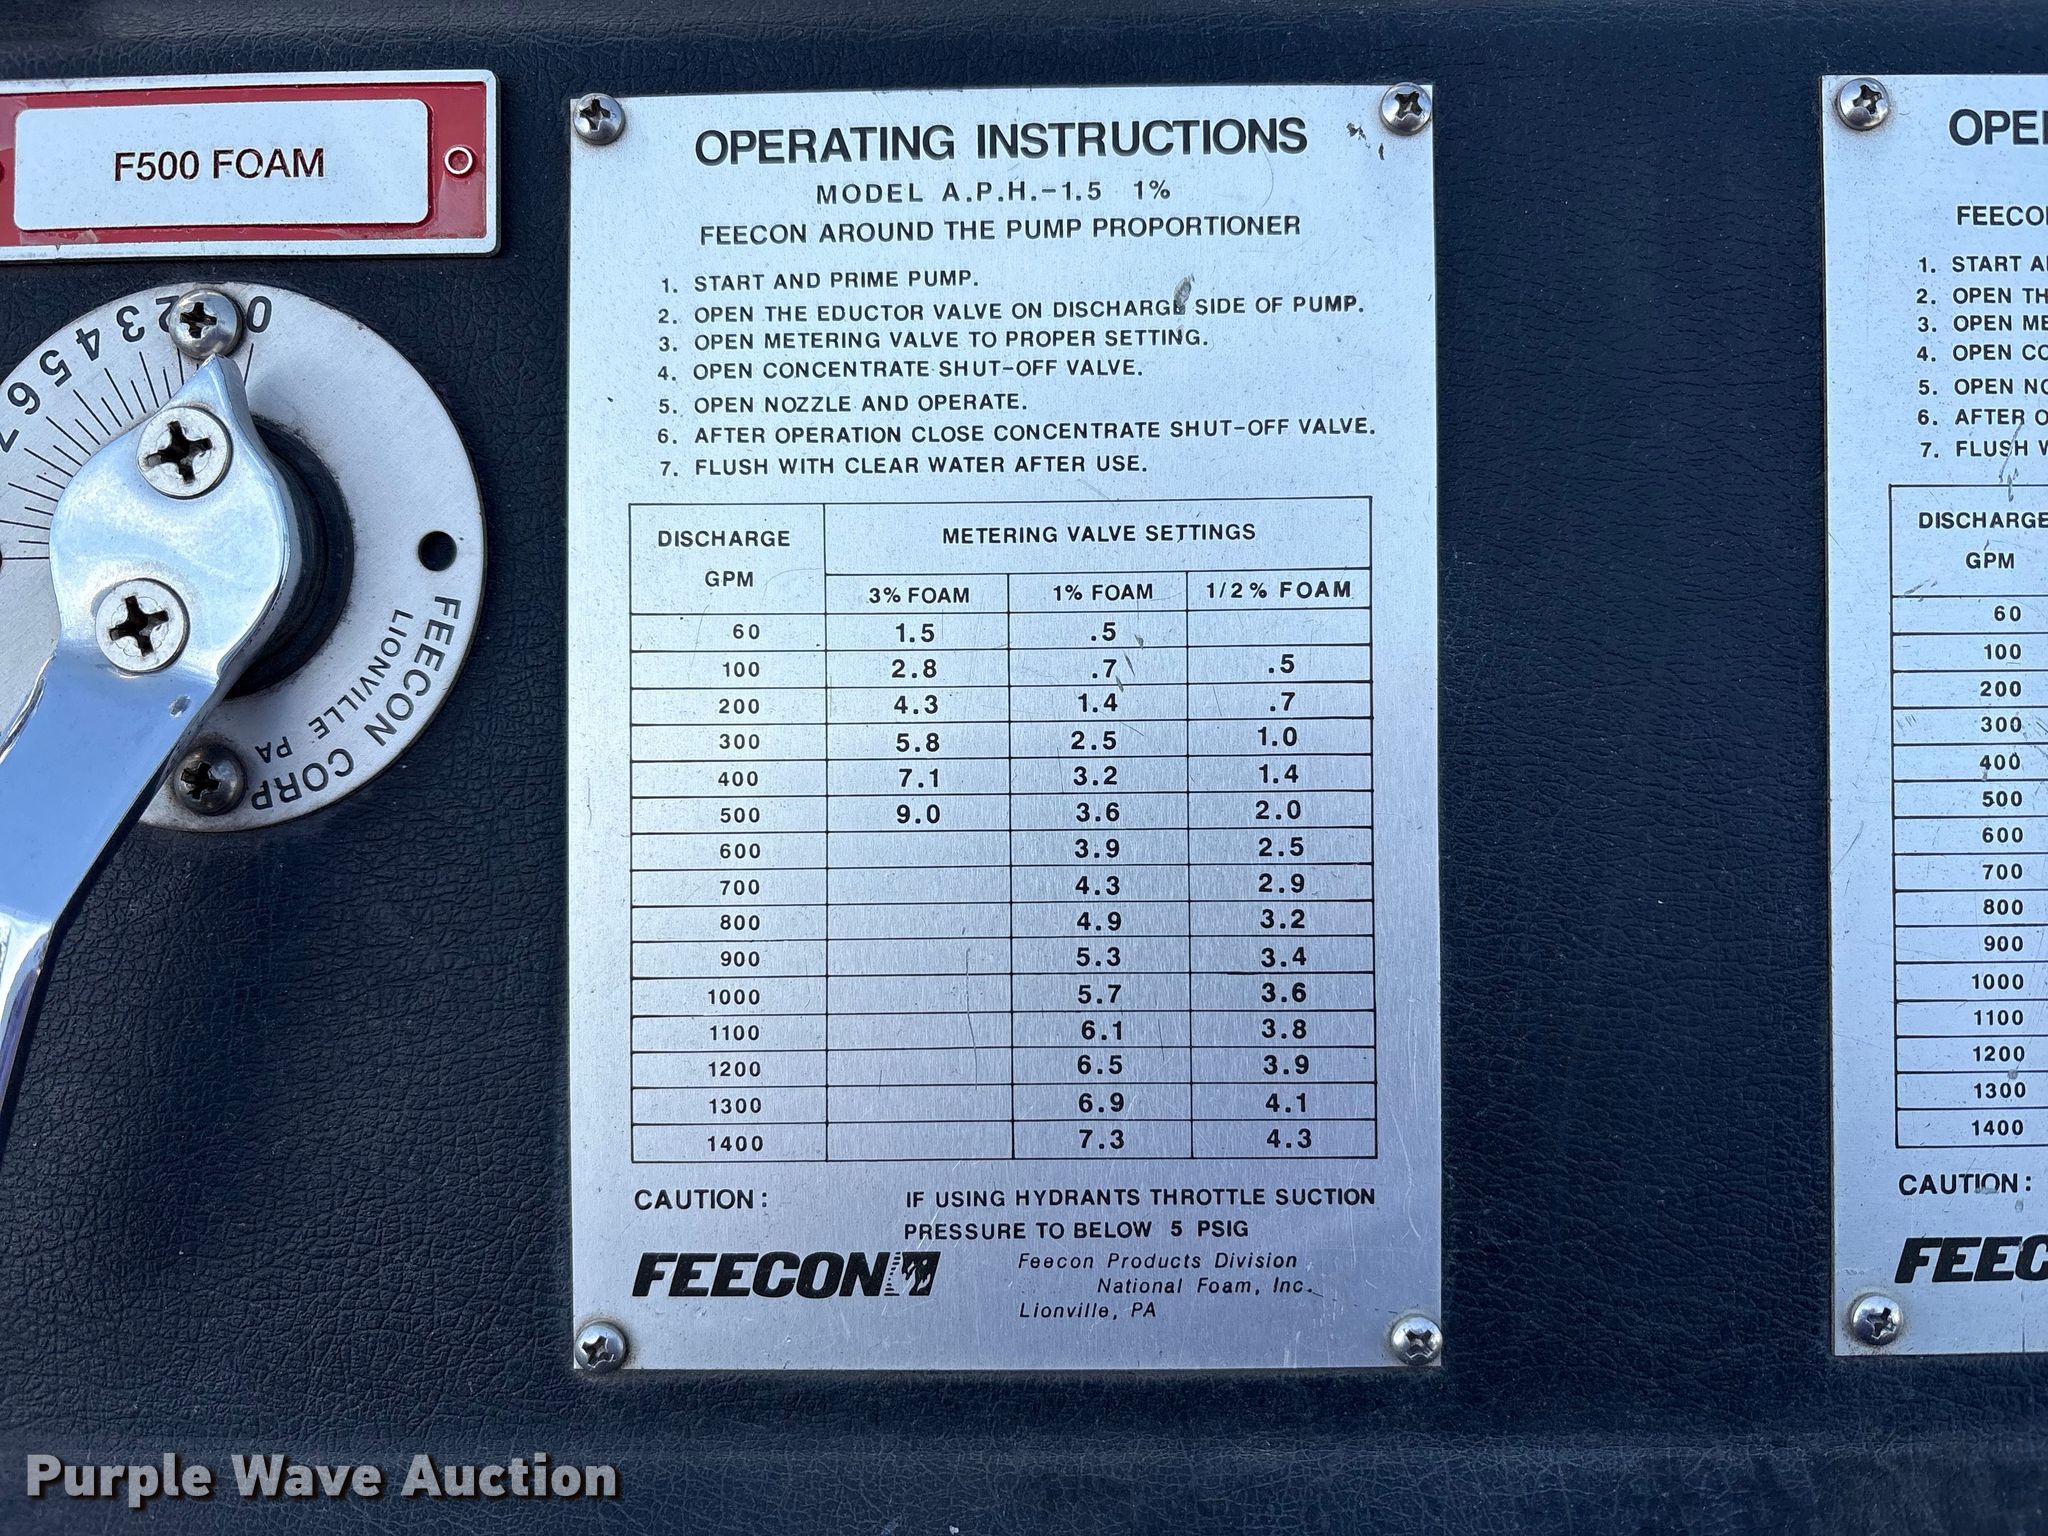 F500 FOAM
0 2 3 4 5 6 7
FEECON CORP
LIONVILLE PA
OPERATING INSTRUCTIONS
MODEL A.P.H.-1.5 1%
FEECON AROUND THE PUMP PROPORTIONER
1. START AND PRIME PUMP.
2. OPEN THE EDUCTOR VALVE ON DISCHARGE SIDE OF PUMP.
3. OPEN METERING VALVE TO PROPER SETTING.
4. OPEN CONCENTRATE SHUT-OFF VALVE.
5. OPEN NOZZLE AND OPERATE.
6. AFTER OPERATION CLOSE CONCENTRATE SHUT-OFF VALVE.
7. FLUSH WITH CLEAR WATER AFTER USE.
DISCHARGE GPM METERING VALVE SETTINGS
3% FOAM 1% FOAM 1/2% FOAM
60 1.5 .5
100 2.8 .7 .5
200 4.3 1.4 .7
300 5.8 2.5 1.0
400 7.1 3.2 1.4
500 9.0 3.6 2.0
600 3.9 2.5
700 4.3 2.9
800 4.9 3.2
900 5.3 3.4
1000 5.7 3.6
1100 6.1 3.8
1200 6.5 3.9
1300 6.9 4.1
1400 7.3 4.3
CAUTION: IF USING HYDRANTS THROTTLE SUCTION
PRESSURE TO BELOW 5 PSIG
FEECON
Feecon Products Division
National Foam, Inc.
Lionville, PA
OPE
FEECO
1. START A
2. OPEN TH
3. OPEN ME
4. OPEN CO
5. OPEN NO
6. AFTER O
7. FLUSH W
DISCHARGE
GPM
60
100
200
300
400
500
600
700
800
900
1000
1100
1200
1300
1400
CAUTION:
FEEC
Purple Wave Auction